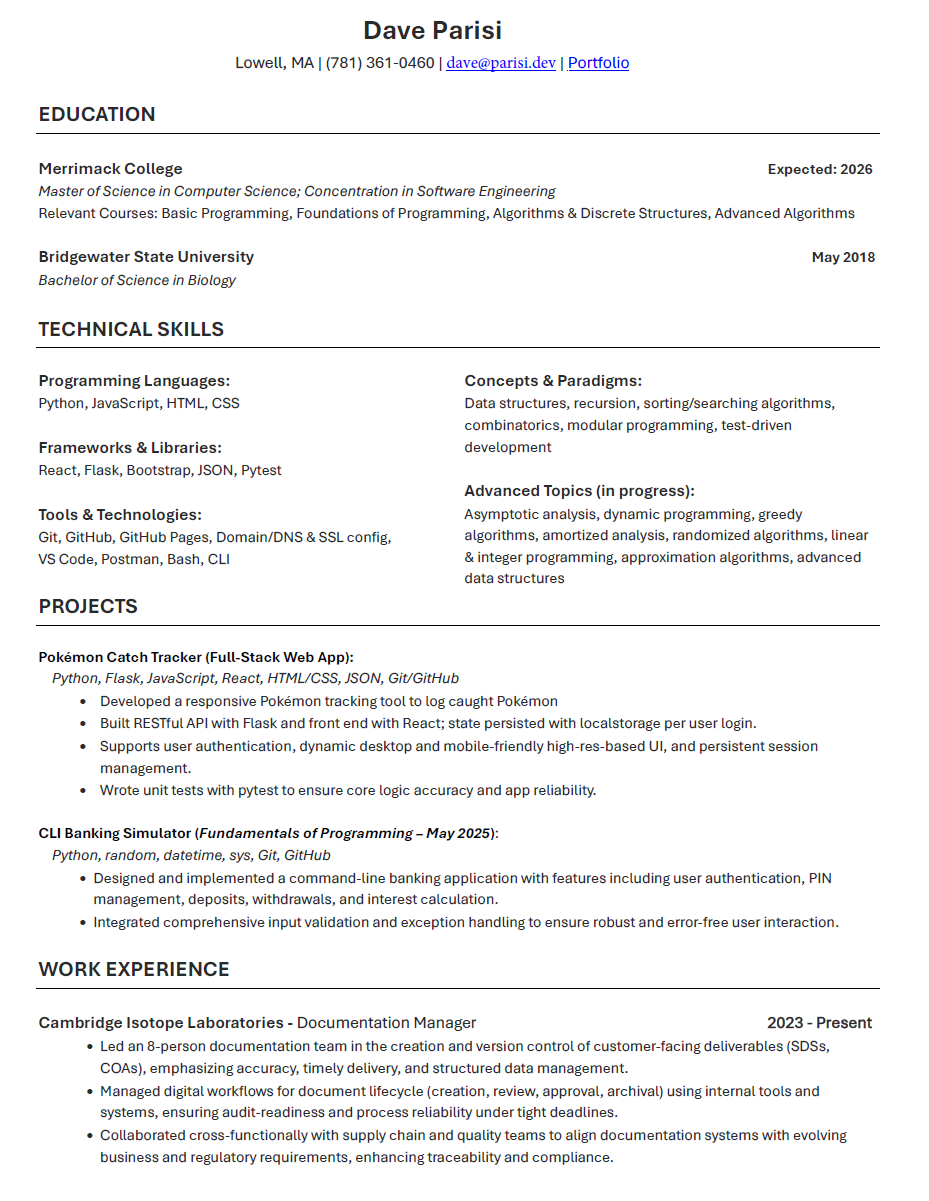 Dave Parisi
Lowell, MA | (781) 361-0460 | dave@parisi.dev | Portfolio
EDUCATION
Merrimack College Expected: 2026
Master of Science in Computer Science; Concentration in Software Engineering
Relevant Courses: Basic Programming, Foundations of Programming, Algorithms & Discrete Structures, Advanced Algorithms
Bridgewater State University May 2018
Bachelor of Science in Biology
TECHNICAL SKILLS
Programming Languages:
Python, JavaScript, HTML, CSS
Frameworks & Libraries:
React, Flask, Bootstrap, JSON, Pytest
Tools & Technologies:
Git, GitHub, GitHub Pages, Domain/DNS & SSL config,
VS Code, Postman, Bash, CLI
Concepts & Paradigms:
Data structures, recursion, sorting/searching algorithms,
combinatorics, modular programming, test-driven
development
Advanced Topics (in progress):
Asymptotic analysis, dynamic programming, greedy
algorithms, amortized analysis, randomized algorithms, linear
& integer programming, approximation algorithms, advanced
data structures
PROJECTS
Pokémon Catch Tracker (Full-Stack Web App):
Python, Flask, JavaScript, React, HTML/CSS, JSON, Git/GitHub
• Developed a responsive Pokémon tracking tool to log caught Pokémon
• Built RESTful API with Flask and front end with React; state persisted with localstorage per user login.
• Supports user authentication, dynamic desktop and mobile-friendly high-res-based UI, and persistent session
management.
• Wrote unit tests with pytest to ensure core logic accuracy and app reliability.
CLI Banking Simulator (Fundamentals of Programming – May 2025):
Python, random, datetime, sys, Git, GitHub
• Designed and implemented a command-line banking application with features including user authentication, PIN
management, deposits, withdrawals, and interest calculation.
• Integrated comprehensive input validation and exception handling to ensure robust and error-free user interaction.
WORK EXPERIENCE
Cambridge Isotope Laboratories - Documentation Manager 2023 - Present
• Led an 8-person documentation team in the creation and version control of customer-facing deliverables (SDSs,
COAs), emphasizing accuracy, timely delivery, and structured data management.
• Managed digital workflows for document lifecycle (creation, review, approval, archival) using internal tools and
systems, ensuring audit-readiness and process reliability under tight deadlines.
• Collaborated cross-functionally with supply chain and quality teams to align documentation systems with evolving
business and regulatory requirements, enhancing traceability and compliance.